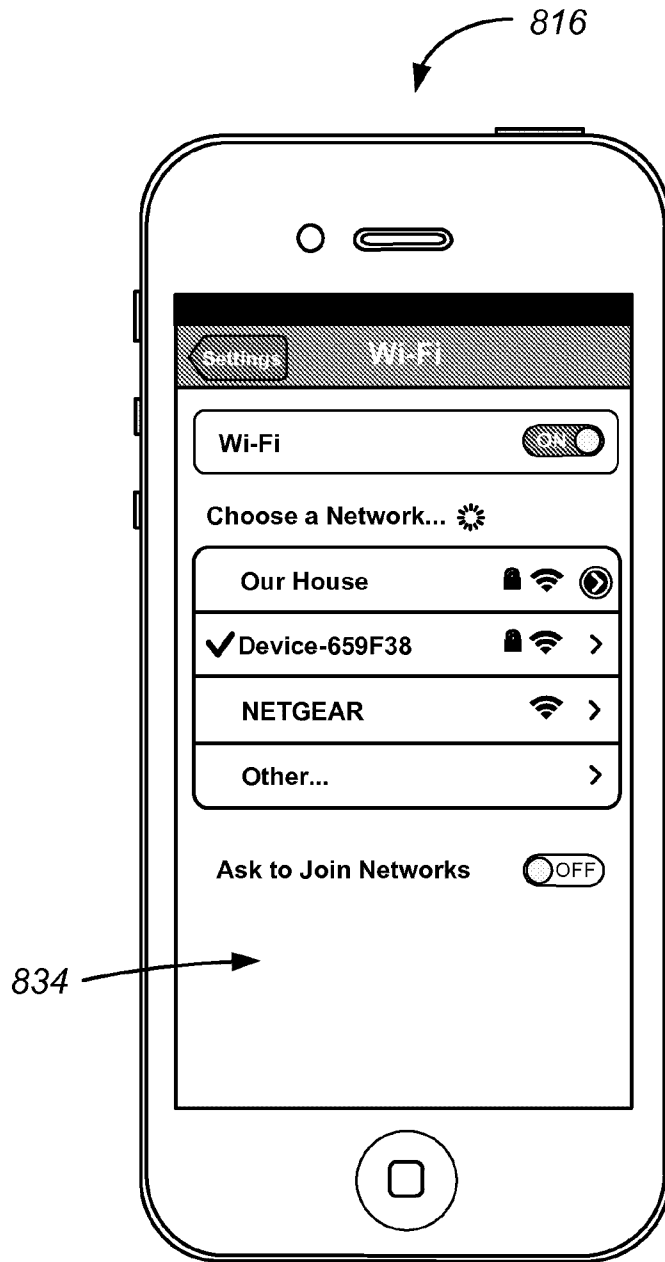 816
Settings Wi-Fi
Wi-Fi ON
Choose a Network...
Our House
Device-659F38
NETGEAR
Other...
Ask to Join Networks OFF
834